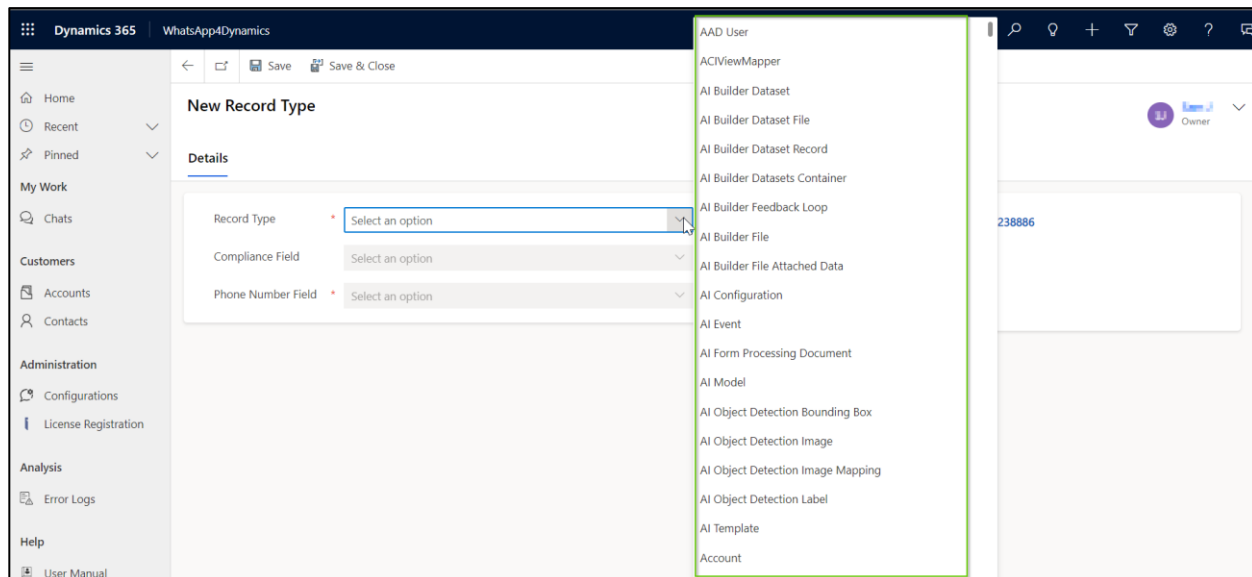 Dynamics 365 WhatsApp4Dynamics
Save Save & Close
New Record Type
Owner
Details
Home
Recent
Pinned
My Work
Chats
Customers
Accounts
Contacts
Administration
Configurations
License Registration
Analysis
Error Logs
Help
User Manual
Record Type * Select an option
Compliance Field Select an option
Phone Number Field * Select an option
238886
AAD User
ACIViewMapper
AI Builder Dataset
AI Builder Dataset File
AI Builder Dataset Record
AI Builder Datasets Container
AI Builder Feedback Loop
AI Builder File
AI Builder File Attached Data
AI Configuration
AI Event
AI Form Processing Document
AI Model
AI Object Detection Bounding Box
AI Object Detection Image
AI Object Detection Image Mapping
AI Object Detection Label
AI Template
Account